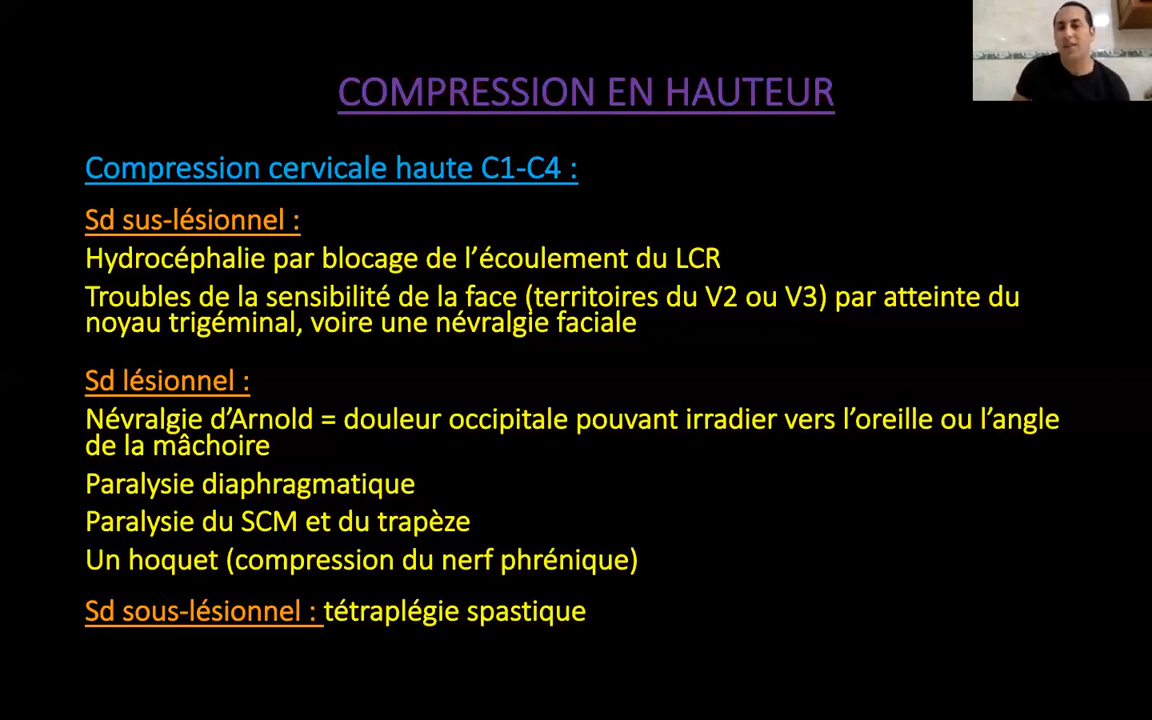 COMPRESSION EN HAUTEUR
Compression cervicale haute C1-C4 :
Sd sus-lésionnel :
Hydrocéphalie par blocage de l’écoulement du LCR
Troubles de la sensibilité de la face (territoires du V2 ou V3) par atteinte du
noyau trigéminal, voire une névralgie faciale
Sd lésionnel :
Névralgie d’Arnold = douleur occipitale pouvant irradier vers l’oreille ou l’angle
de la mâchoire
Paralysie diaphragmatique
Paralysie du SCM et du trapèze
Un hoquet (compression du nerf phrénique)
Sd sous-lésionnel : tétraplégie spastique